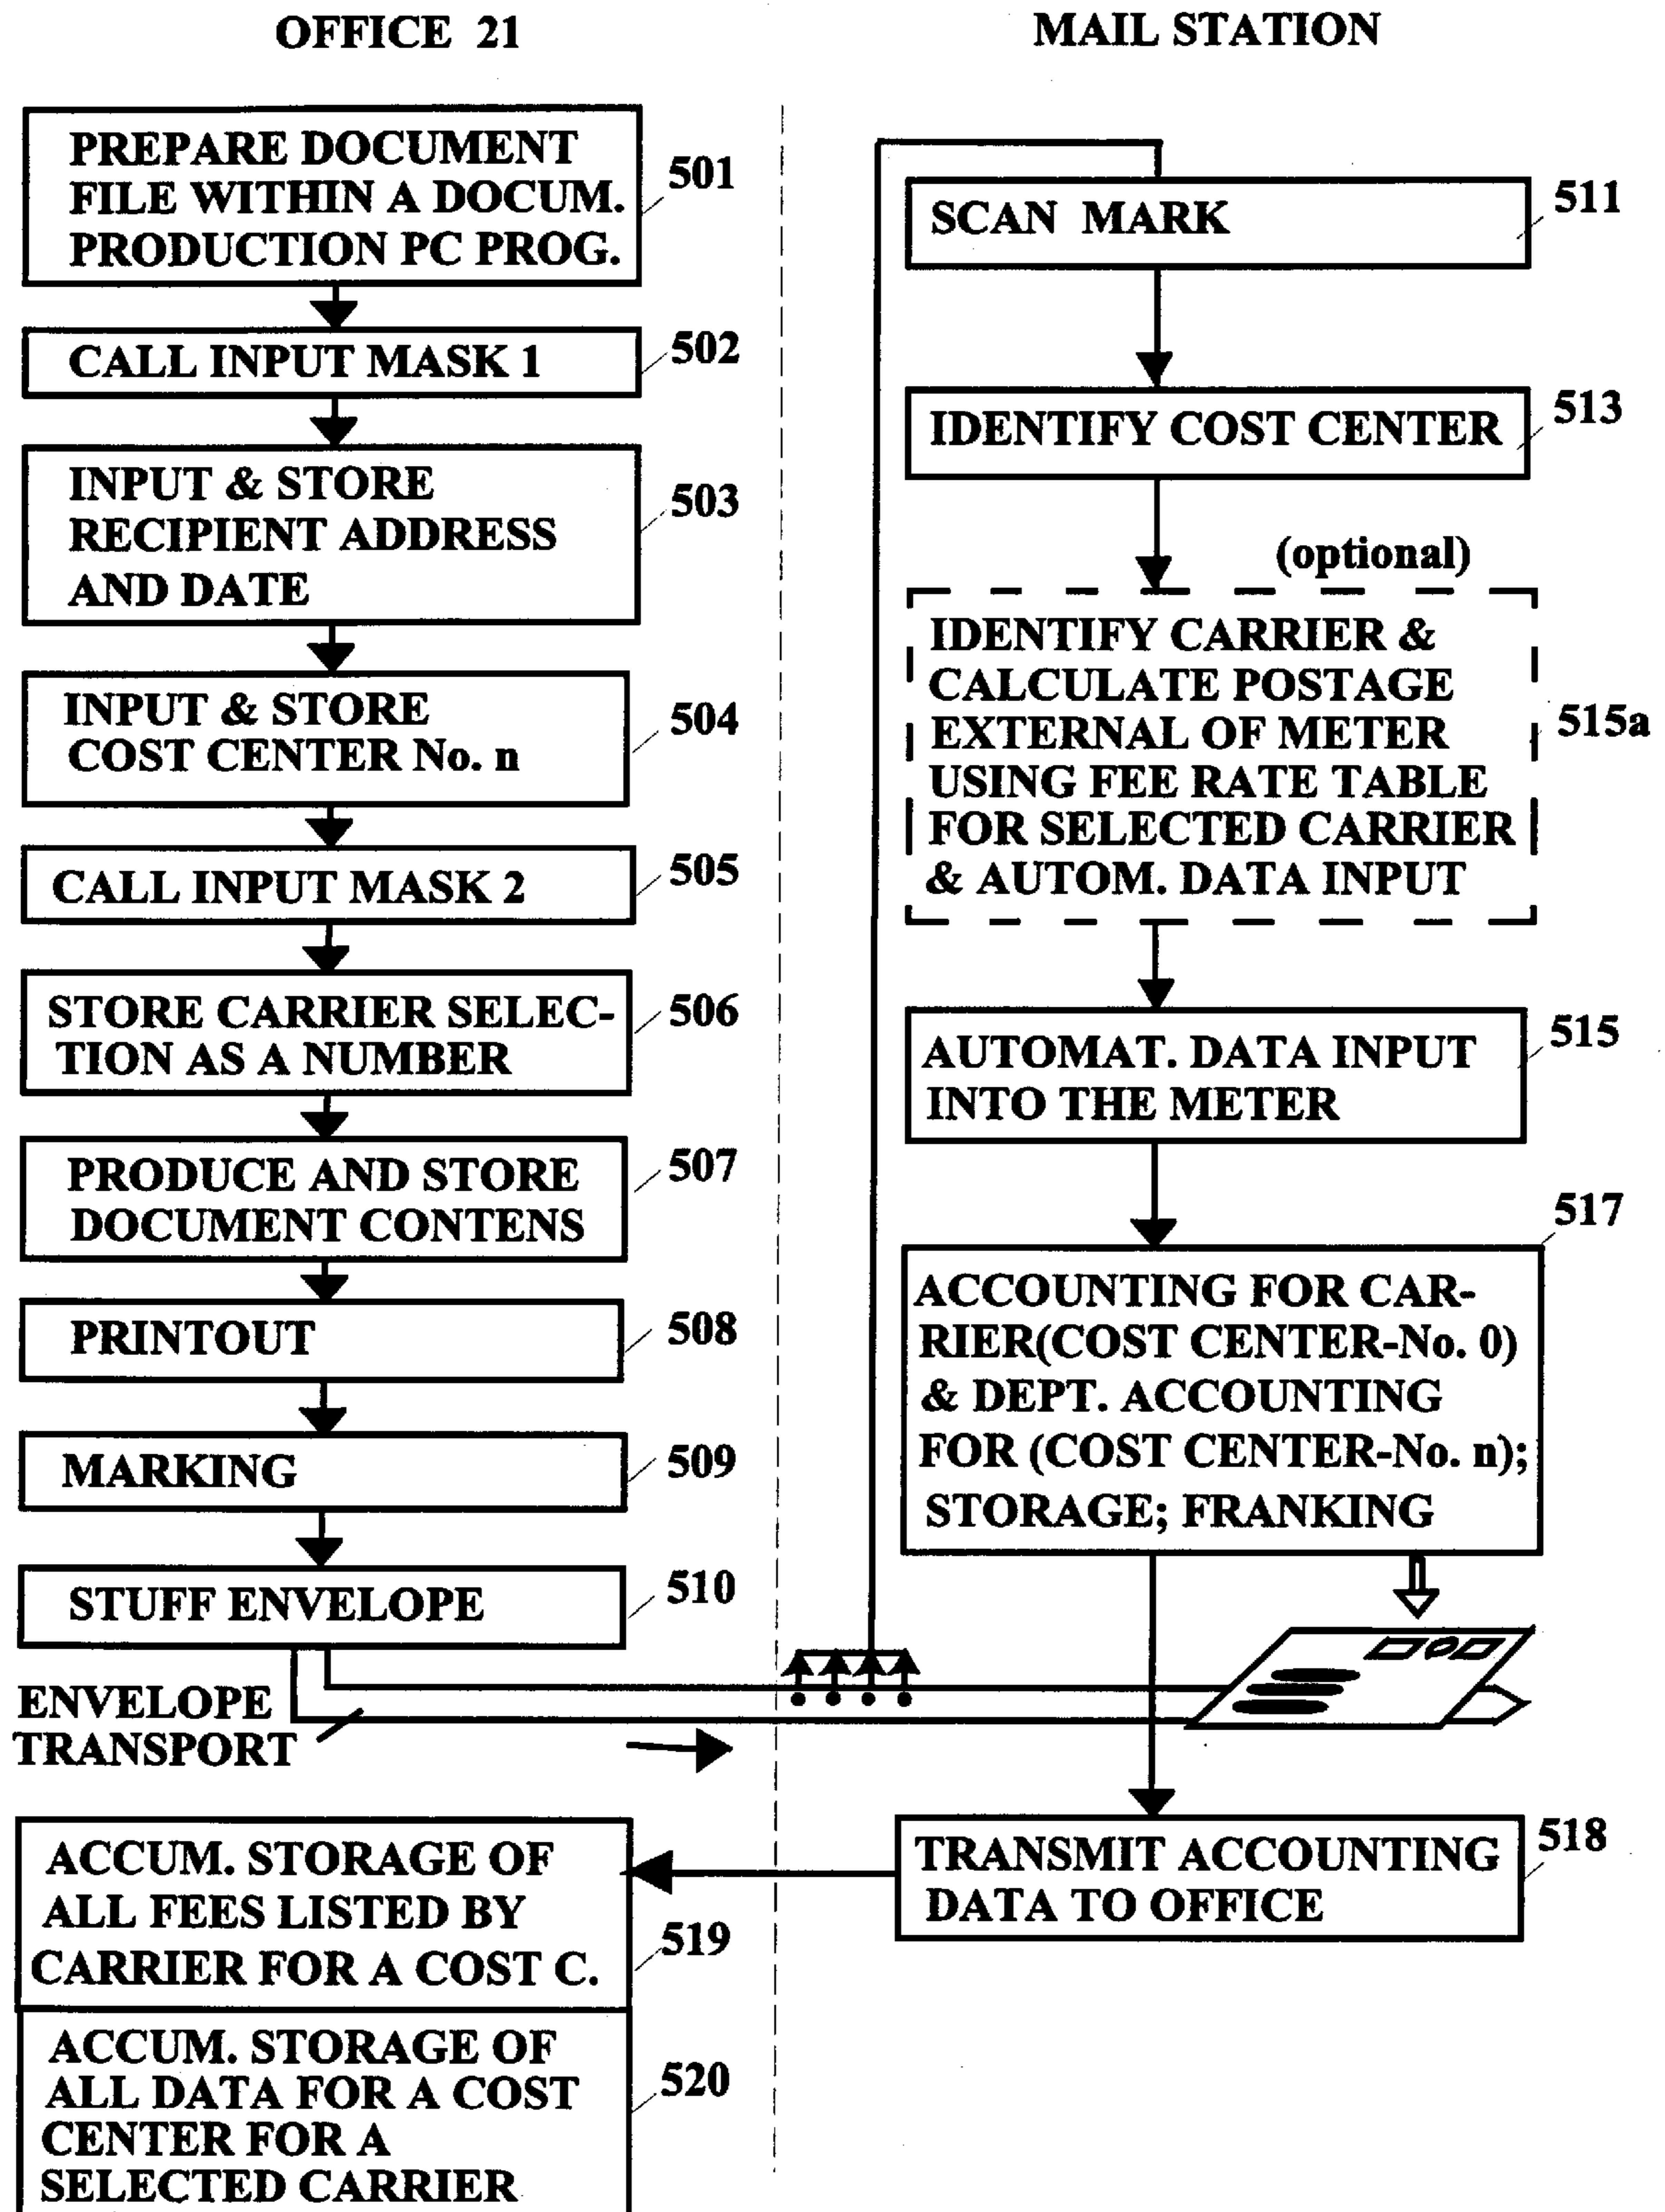 OFFICE 21
PREPARE DOCUMENT
FILE WITHIN A DOCUM.
PRODUCTION PC PROG.
501
CALL INPUT MASK 1
502
INPUT & STORE
RECIPIENT ADDRESS
AND DATE
503
INPUT & STORE
COST CENTER No. n
504
CALL INPUT MASK 2
505
STORE CARRIER SELEC-
TION AS A NUMBER
506
PRODUCE AND STORE
DOCUMENT CONTENS
507
PRINTOUT
508
MARKING
509
STUFF ENVELOPE
510
ENVELOPE
TRANSPORT
MAIL STATION
SCAN MARK
511
IDENTIFY COST CENTER
513
(optional)
IDENTIFY CARRIER &
CALCULATE POSTAGE
EXTERNAL OF METER
USING FEE RATE TABLE
FOR SELECTED CARRIER
& AUTOM. DATA INPUT
515a
AUTOMAT. DATA INPUT
INTO THE METER
515
517
ACCOUNTING FOR CAR-
RIER(COST CENTER-No. 0)
& DEPT. ACCOUNTING
FOR (COST CENTER-No. n);
STORAGE; FRANKING
TRANSMIT ACCOUNTING
DATA TO OFFICE
518
ACCUM. STORAGE OF
ALL FEES LISTED BY
CARRIER FOR A COST C.
519
ACCUM. STORAGE OF
ALL DATA FOR A COST
CENTER FOR A
SELECTED CARRIER
520